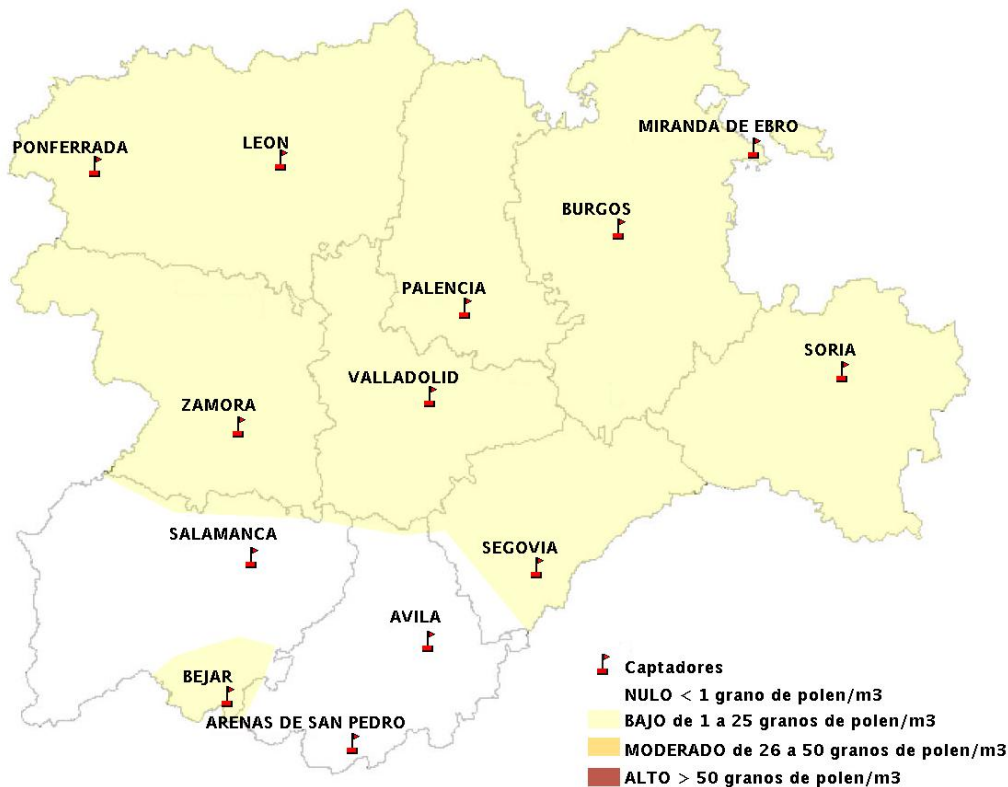 MIRANDA DE EBRO
PONFERRADA
LEON
BURGOS
PALENCIA
SORIA
VALLADOLID
ZAMORA
SALAMANCA
SEGOVIA
AVILA
BEJAR
ARENAS DE SAN PEDRO
Captadores
NULO < 1 grano de polen/m3
BAJO de 1 a 25 granos de polen/m3
MODERADO de 26 a 50 granos de polen/m3
ALTO > 50 granos de polen/m3